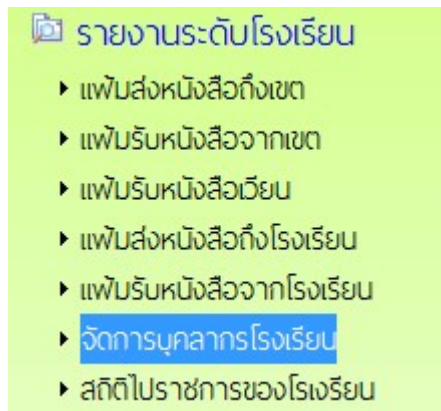 รายงานระดับโรงเรียน
แฟ้มส่งหนังสือถึงเขต
แฟ้มรับหนังสือจากเขต
แฟ้มรับหนังสือเวียน
แฟ้มส่งหนังสือถึงโรงเรียน
แฟ้มรับหนังสือจากโรงเรียน
จัดการบุคลากรโรงเรียน
สถิติไปราชการของโรเงรียน